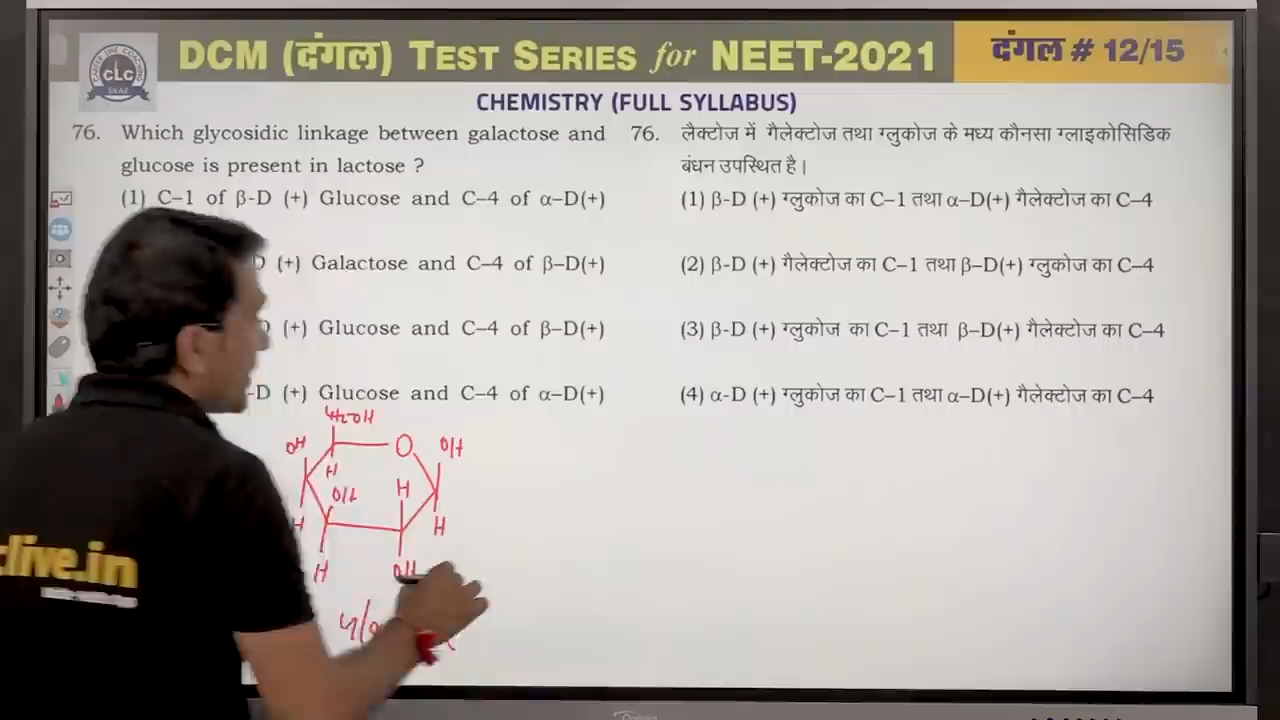 CLC
SIKAR
DCM (दंगल) TEST SERIES for NEET-2021
दंगल # 12/15
CHEMISTRY (FULL SYLLABUS)
76. Which glycosidic linkage between galactose and
glucose is present in lactose ?
(1) C–1 of β-D (+) Glucose and C–4 of α–D(+)
(+) Galactose and C–4 of β–D(+)
(+) Glucose and C–4 of β–D(+)
-D (+) Glucose and C–4 of α–D(+)
76. लैक्टोज में गैलेक्टोज तथा ग्लुकोज के मध्य कौनसा ग्लाइकोसिडिक
बंधन उपस्थित है।
(1) β-D (+) ग्लुकोज का C–1 तथा α–D(+) गैलेक्टोज का C–4
(2) β-D (+) गैलेक्टोज का C–1 तथा β–D(+) ग्लुकोज का C–4
(3) β-D (+) ग्लुकोज का C–1 तथा β–D(+) गैलेक्टोज का C–4
(4) α-D (+) ग्लुकोज का C–1 तथा α–D(+) गैलेक्टोज का C–4
OH O OH
H
OH H
H H
H OH
clive.in